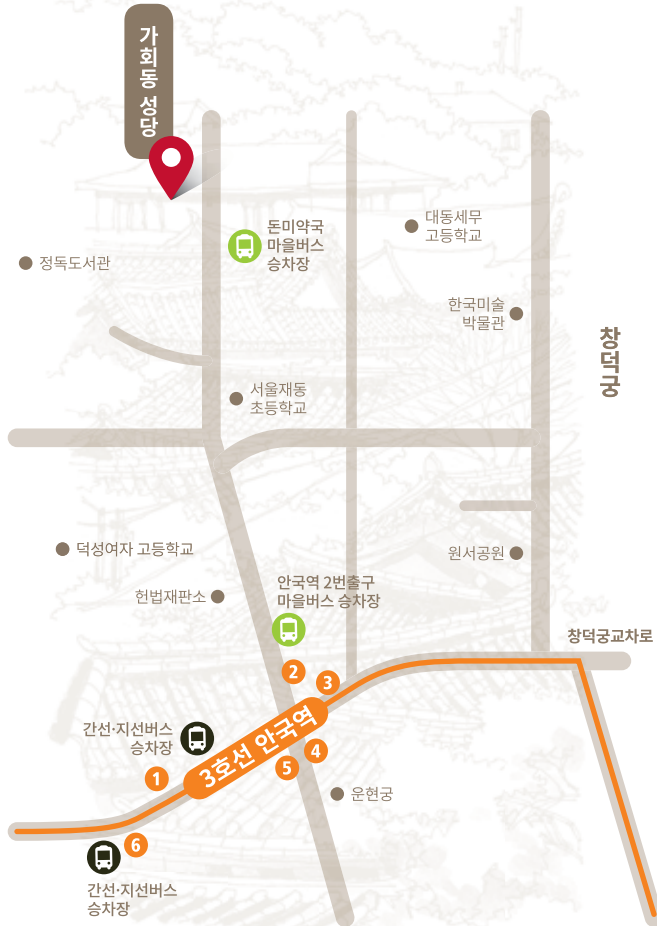 가회동 성당
돈미약국
마을버스
승차장
대동세무
고등학교
정독도서관
한국미술
박물관
창덕궁
서울재동
초등학교
덕성여자 고등학교
원서공원
헌법재판소
안국역 2번출구
마을버스 승차장
창덕궁교차로
2
3
간선·지선버스
승차장
3호선 안국역
4
5
1
운현궁
6
간선·지선버스
승차장